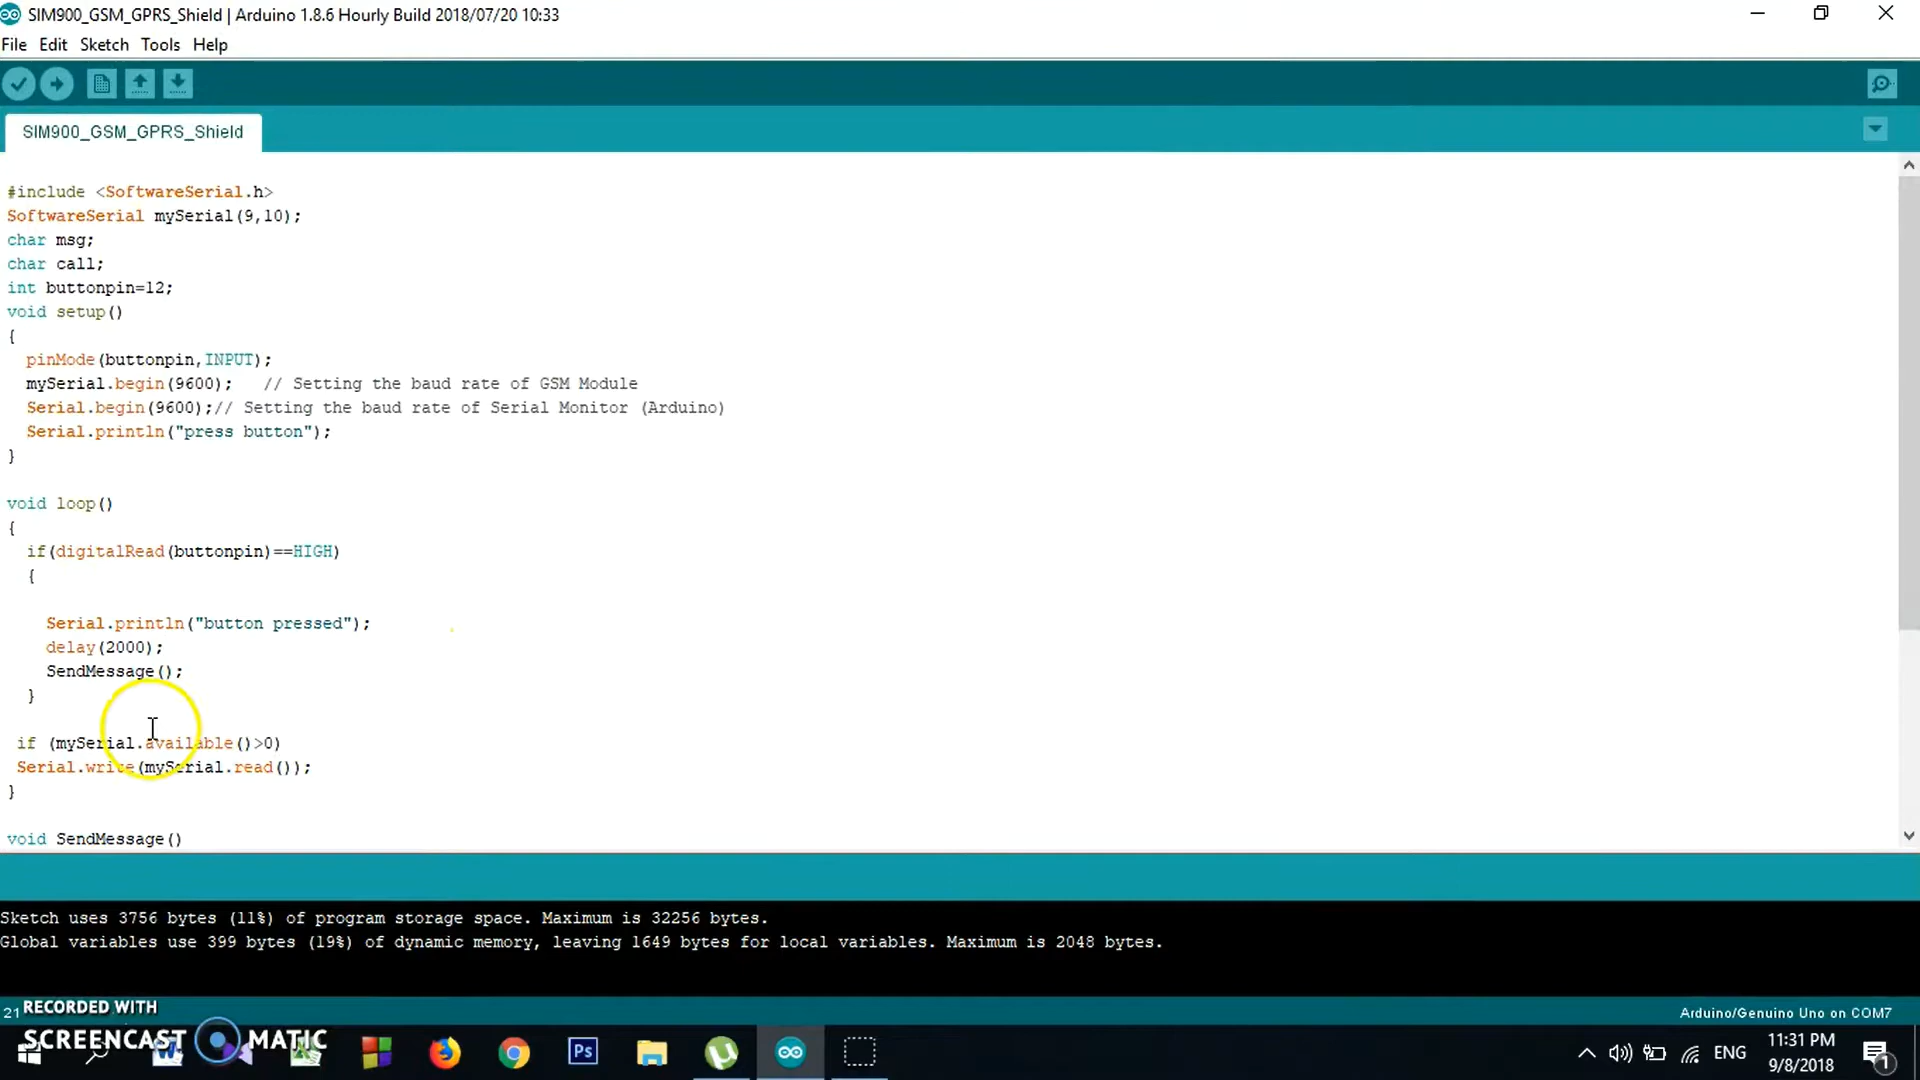 SIM900_GSM_GPRS_Shield | Arduino 1.8.6 Hourly Build 2018/07/20 10:33
File Edit Sketch Tools Help
SIM900_GSM_GPRS_Shield
#include <SoftwareSerial.h>
SoftwareSerial mySerial(9,10);
char msg;
char call;
int buttonpin=12;
void setup()
{
pinMode(buttonpin,INPUT);
mySerial.begin(9600);   // Setting the baud rate of GSM Module
Serial.begin(9600);// Setting the baud rate of Serial Monitor (Arduino)
Serial.println("press button");
}
void loop()
{
if(digitalRead(buttonpin)==HIGH)
{
Serial.println("button pressed");
delay(2000);
SendMessage();
}
if (mySerial.available()>0)
Serial.write(mySerial.read());
}
void SendMessage()
Sketch uses 3756 bytes (11%) of program storage space. Maximum is 32256 bytes.
Global variables use 399 bytes (19%) of dynamic memory, leaving 1649 bytes for local variables. Maximum is 2048 bytes.
21 RECORDED WITH
Arduino/Genuino Uno on COM7
SCREENCAST MATIC
Ps
ENG
11:31 PM
9/8/2018
1